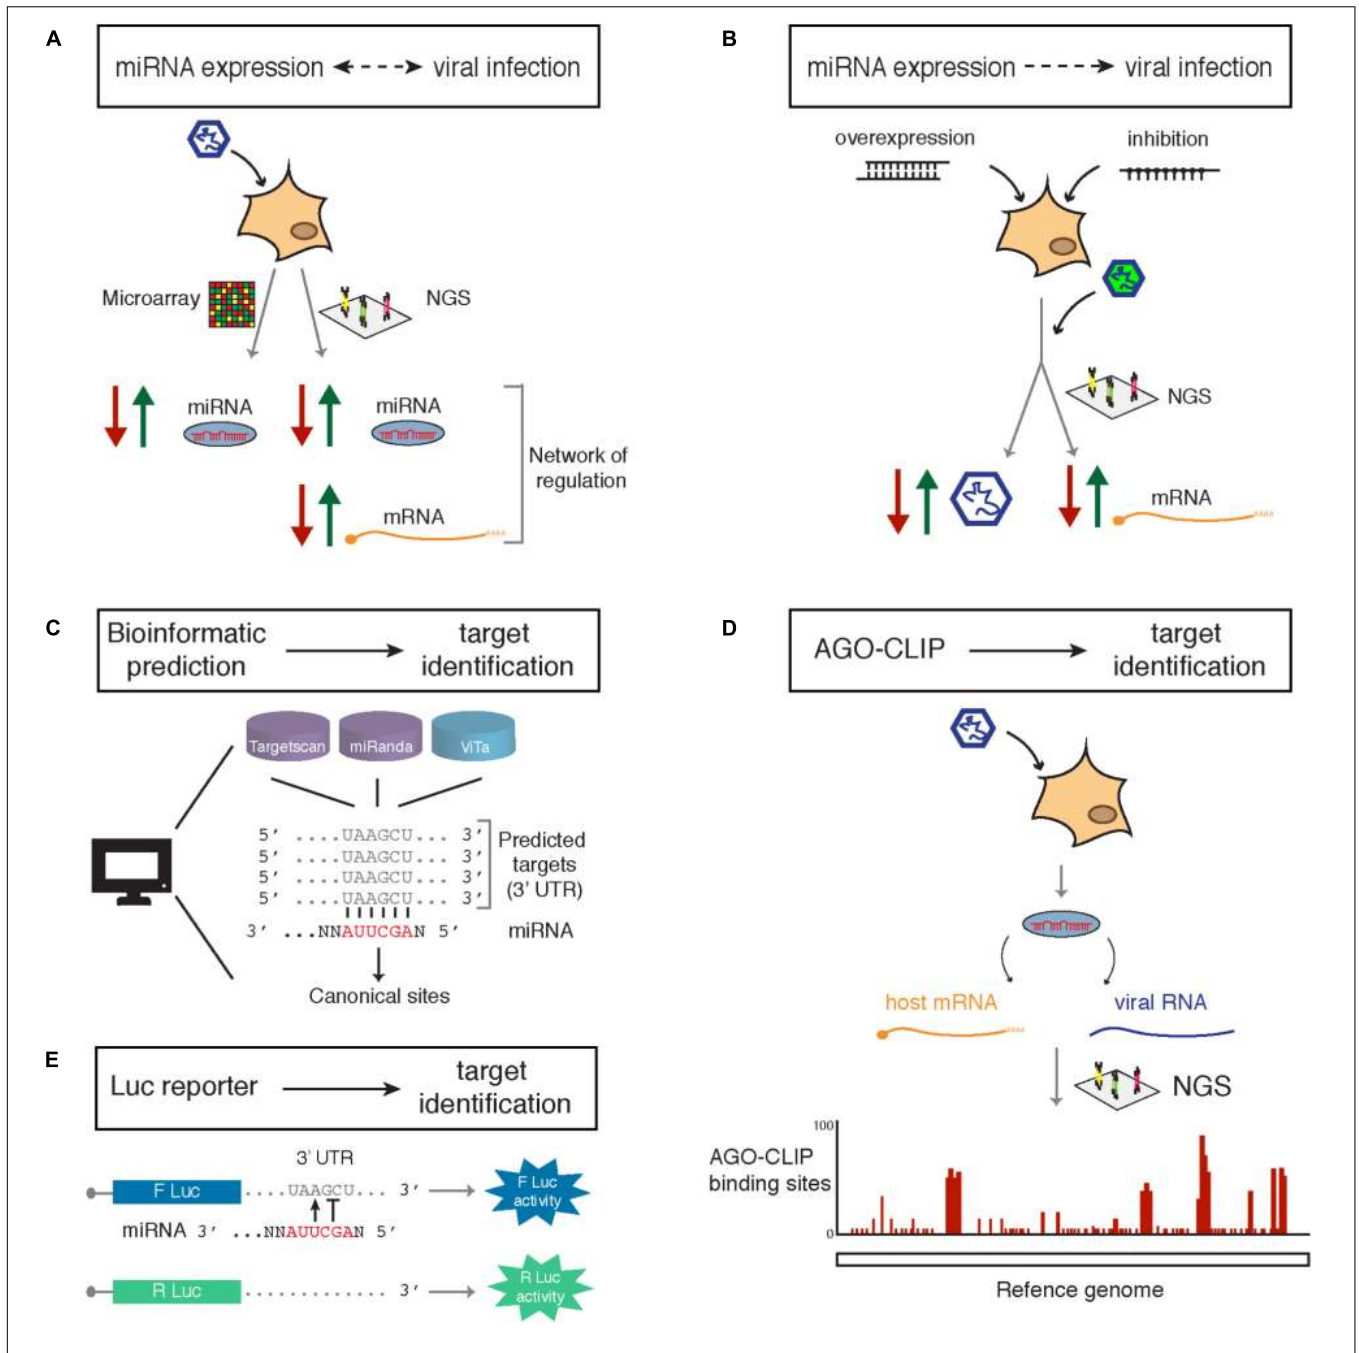 A
miRNA expression viral infection
Microarray
NGS
miRNA
miRNA
mRNA
AAAA
Network of
regulation
B
miRNA expression viral infection
overexpression
inhibition
NGS
mRNA
AAAA
C
Bioinformatic
prediction
target
identification
Targetscan
miRanda
ViTa
5' ....UAAGCU... 3'
5' ....UAAGCU... 3'
5' ....UAAGCU... 3'
5' ....UAAGCU... 3'
Predicted
targets
(3' UTR)
3' ...NNAUUCGAN 5'
miRNA
Canonical sites
D
AGO-CLIP
target
identification
host mRNA
AAAA
viral RNA
NGS
AGO-CLIP
binding sites
100
0
Refence genome
E
Luc reporter
target
identification
3' UTR
F Luc ....UAAGCU... 3'
F Luc
activity
miRNA 3' ...NNAUUCGAN 5'
R Luc ............. 3'
R Luc
activity